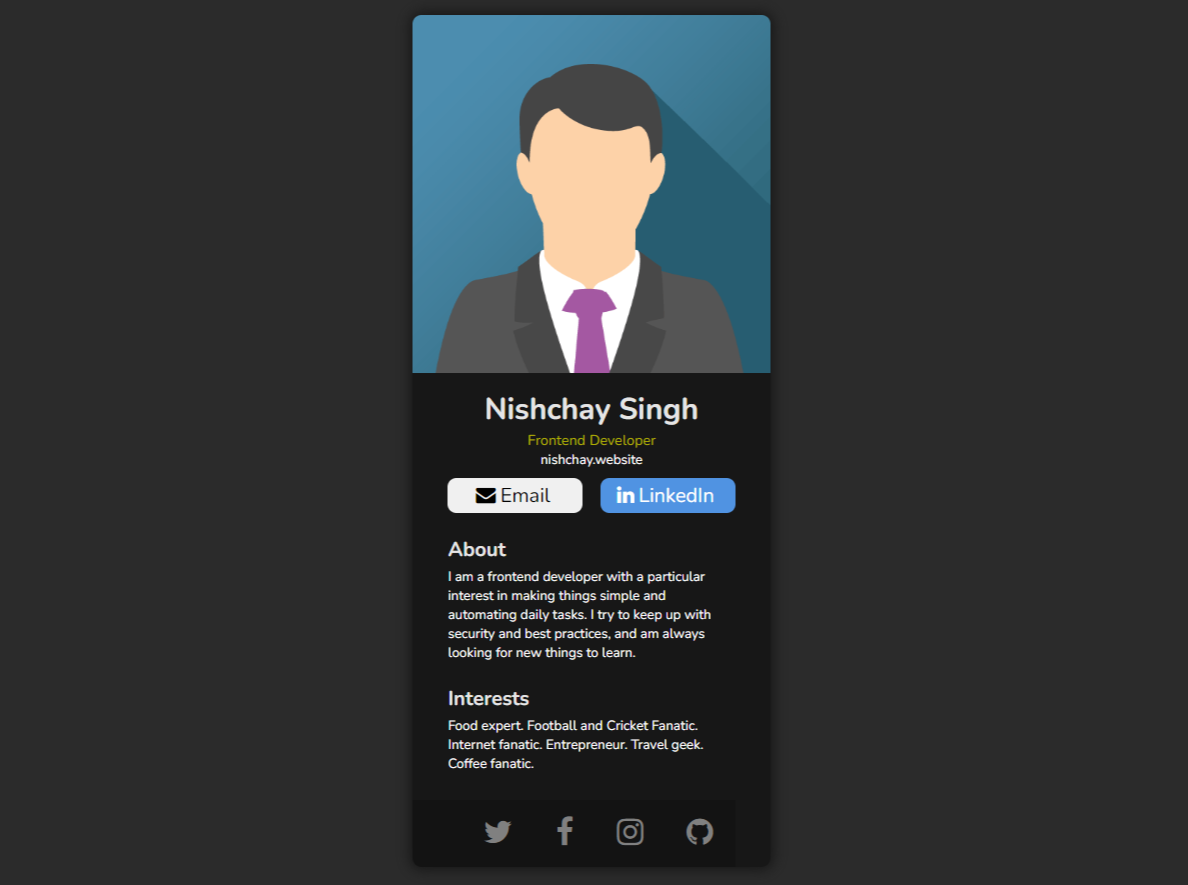 Nishchay Singh
Frontend Developer
nishchay.website
Email
LinkedIn
About
I am a frontend developer with a particular
interest in making things simple and
automating daily tasks. I try to keep up with
security and best practices, and am always
looking for new things to learn.
Interests
Food expert. Football and Cricket Fanatic.
Internet fanatic. Entrepreneur. Travel geek.
Coffee fanatic.